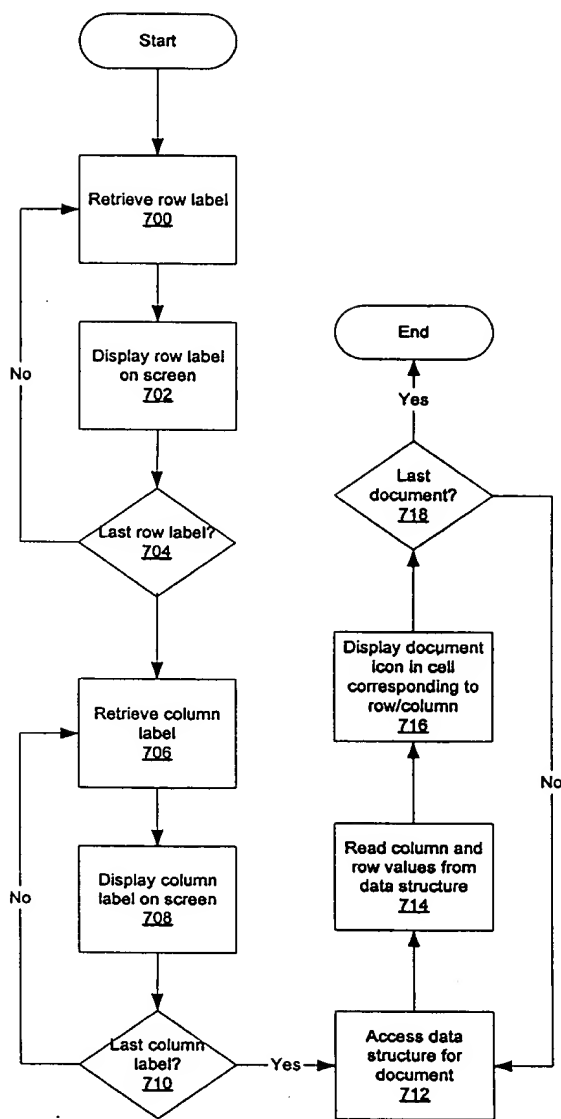 Start
Retrieve row label
700
Display row label
on screen
702
No
Last row label?
704
Retrieve column
label
706
Display column
label on screen
708
No
Last column
label?
710
Yes
Access data
structure for
document
712
Read column and
row values from
data structure
714
Display document
icon in cell
corresponding to
row/column
716
Last
document?
718
No
Yes
End